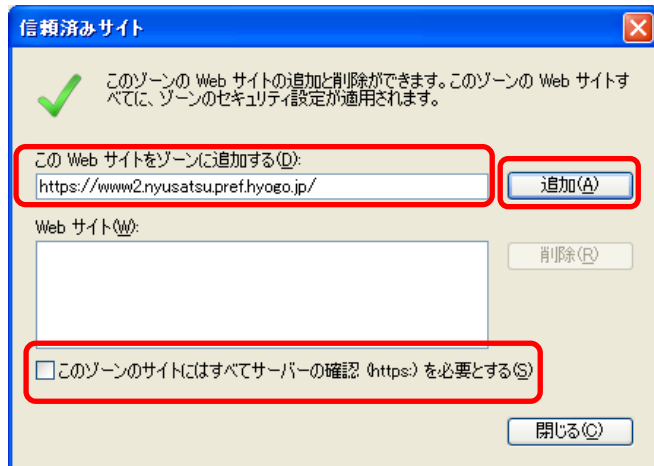 信頼済みサイト
このゾーンの Web サイトの追加と削除ができます。このゾーンの Web サイトす
べてに、ゾーンのセキュリティ設定が適用されます。
この Web サイトをゾーンに追加する(D):
https://www2.nyusatsu.pref.hyogo.jp/
追加(A)
Web サイト(W):
削除(R)
このゾーンのサイトにはすべてサーバーの確認 (https:) を必要とする(S)
閉じる(C)